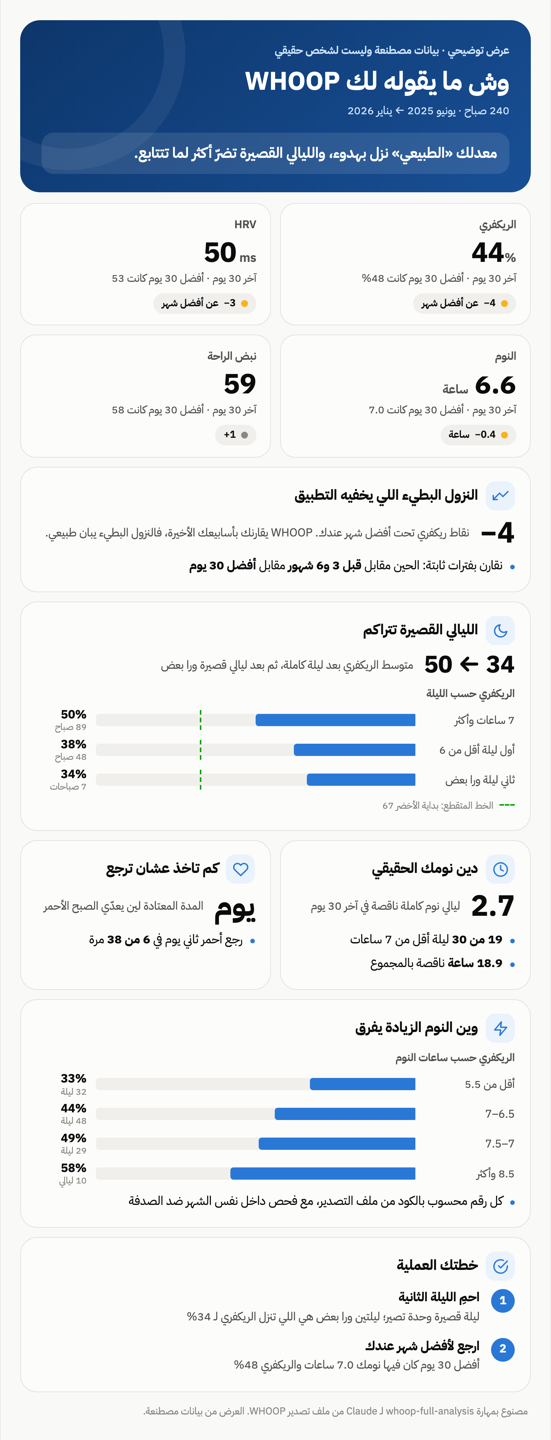 عرض توضيحي · بيانات مصطنعة وليست لشخص حقيقي
وش ما يقوله لك WHOOP
240 صباح · يونيو 2025 ← يناير 2026
معدلك «الطبيعي» نزل بهدوء، والليالي القصيرة تضرّ أكثر لما تتتابع.
الريكفري
44%
آخر 30 يوم · أفضل 30 يوم كانت 48%
−4 عن أفضل شهر
HRV
50 ms
آخر 30 يوم · أفضل 30 يوم كانت 53
−3 عن أفضل شهر
النوم
6.6 ساعة
آخر 30 يوم · أفضل 30 يوم كانت 7.0
−0.4 ساعة
نبض الراحة
59
آخر 30 يوم · أفضل 30 يوم كانت 58
+1
النزول البطيء اللي يخفيه التطبيق
−4 نقاط ريكفري تحت أفضل شهر عندك. WHOOP يقارنك بأسابيعك الأخيرة، فالنزول البطيء يبان طبيعي.
• نقارن بفترات ثابتة: الحين مقابل قبل 3 و6 شهور مقابل أفضل 30 يوم
الليالي القصيرة تتراكم
34 ← 50 متوسط الريكفري بعد ليلة كاملة، ثم بعد ليالي قصيرة ورا بعض
الريكفري حسب الليلة
7 ساعات وأكثر 50%
89 صباح
أول ليلة أقل من 6 38%
48 صباح
ثاني ليلة ورا بعض 34%
7 صباحات
الخط المتقطع: بداية الأخضر 67
دين نومك الحقيقي
2.7 ليالي نوم كاملة ناقصة في آخر 30 يوم
• 19 من 30 ليلة أقل من 7 ساعات
• 18.9 ساعة ناقصة بالمجموع
كم تاخذ عشان ترجع
يوم المدة المعتادة لين يعدّي الصبح الأحمر
• رجع أحمر ثاني يوم في 6 من 38 مرة
وين النوم الزيادة يفرق
الريكفري حسب ساعات النوم
أقل من 5.5 33%
32 ليلة
6.5–7 44%
48 ليلة
7–7.5 49%
29 ليلة
8.5 وأكثر 58%
10 ليالي
• كل رقم محسوب بالكود من ملف التصدير، مع فحص داخل نفس الشهر ضد الصدفة
خطتك العملية
1 احمِ الليلة الثانية
ليلة قصيرة وحدة تصير؛ ليلتين ورا بعض هي اللي تنزل الريكفري لـ 34%
2 ارجع لأفضل شهر عندك
أفضل 30 يوم كان فيها نومك 7.0 ساعات والريكفري 48%
مصنوع بمهارة whoop-full-analysis لـ Claude من ملف تصدير WHOOP. العرض من بيانات مصطنعة.